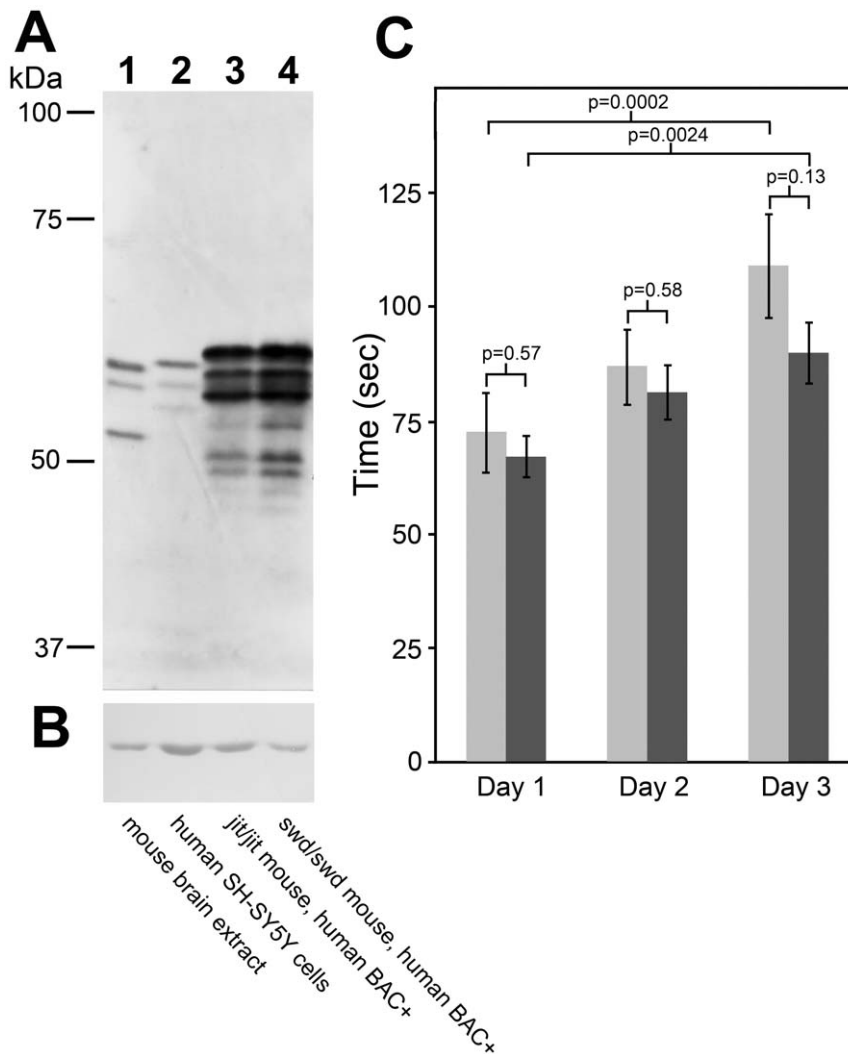 A
kDa
1 2 3 4
100
75
50
37
B
mouse brain extract
human SH-SY5Y cells
jit/jit mouse, human BAC+
swd/swd mouse, human BAC+
C
p=0.0002
p=0.0024
p=0.13
p=0.58
p=0.57
Time (sec)
125
100
75
50
25
0
Day 1 Day 2 Day 3